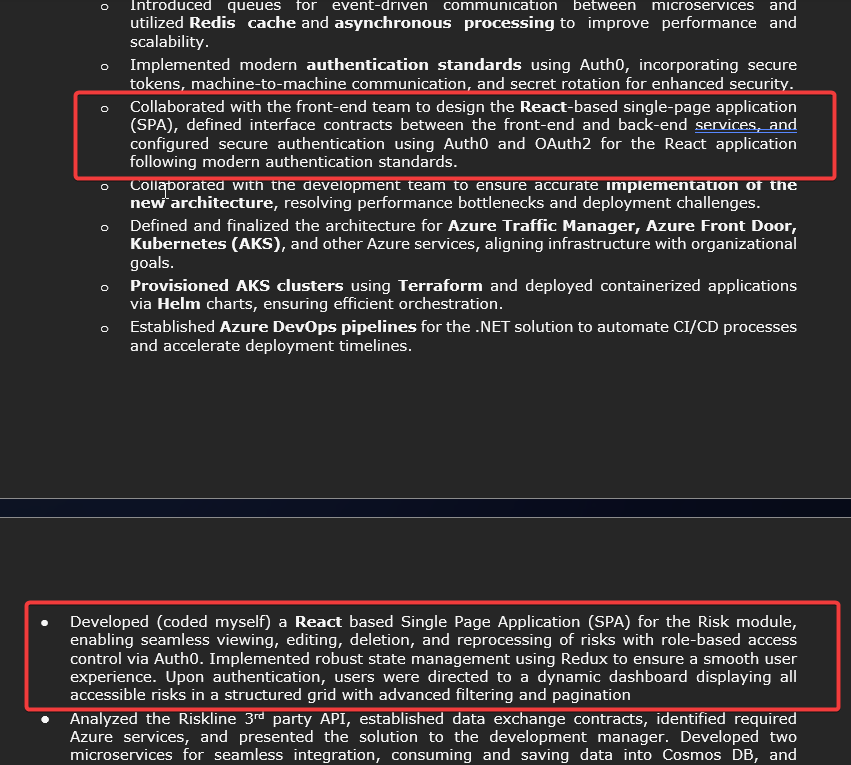 o Introduced queues for event-driven communication between microservices and
utilized Redis cache and asynchronous processing to improve performance and
scalability.
o Implemented modern authentication standards using Auth0, incorporating secure
tokens, machine-to-machine communication, and secret rotation for enhanced security.
o Collaborated with the front-end team to design the React-based single-page application
(SPA), defined interface contracts between the front-end and back-end services, and
configured secure authentication using Auth0 and OAuth2 for the React application
following modern authentication standards.
o Collaborated with the development team to ensure accurate implementation of the
new architecture, resolving performance bottlenecks and deployment challenges.
o Defined and finalized the architecture for Azure Traffic Manager, Azure Front Door,
Kubernetes (AKS), and other Azure services, aligning infrastructure with organizational
goals.
o Provisioned AKS clusters using Terraform and deployed containerized applications
via Helm charts, ensuring efficient orchestration.
o Established Azure DevOps pipelines for the .NET solution to automate CI/CD processes
and accelerate deployment timelines.
• Developed (coded myself) a React based Single Page Application (SPA) for the Risk module,
enabling seamless viewing, editing, deletion, and reprocessing of risks with role-based access
control via Auth0. Implemented robust state management using Redux to ensure a smooth user
experience. Upon authentication, users were directed to a dynamic dashboard displaying all
accessible risks in a structured grid with advanced filtering and pagination
• Analyzed the Riskline 3rd party API, established data exchange contracts, identified required
Azure services, and presented the solution to the development manager. Developed two
microservices for seamless integration, consuming and saving data into Cosmos DB, and